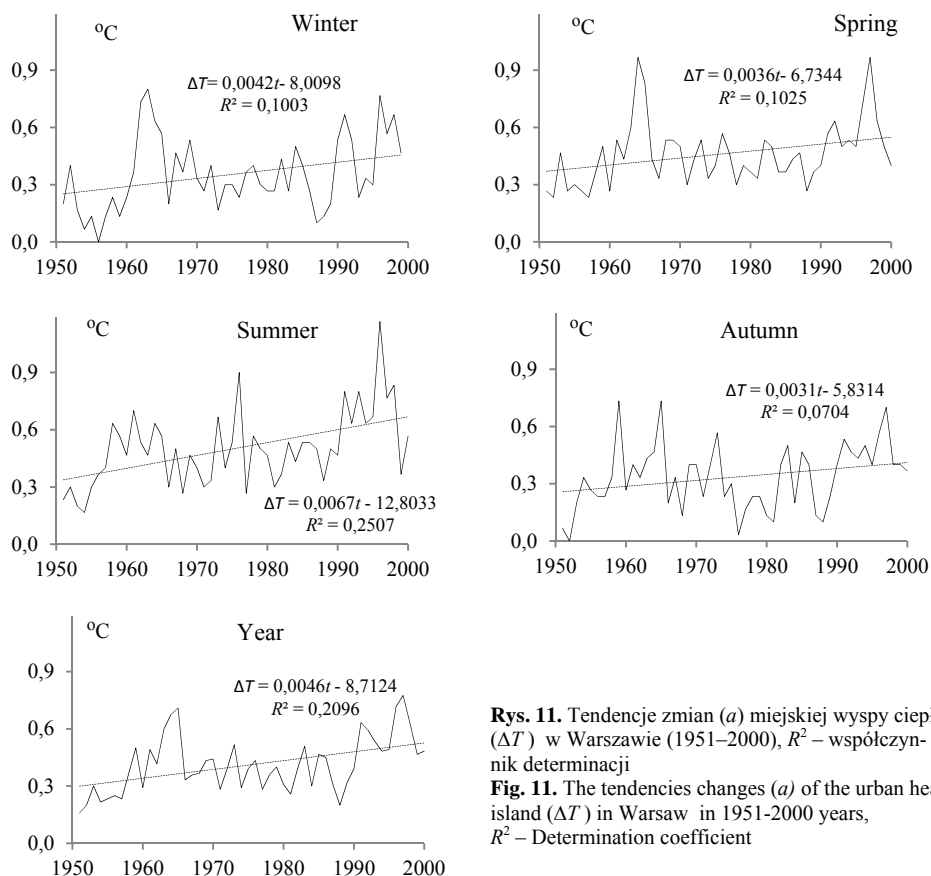 °C Winter
ΔT= 0,0042t- 8,0098
R² = 0,1003
0,9
0,6
0,3
0,0
1950 1960 1970 1980 1990 2000
°C Spring
ΔT = 0,0036t- 6,7344
R² = 0,1025
0,9
0,6
0,3
0,0
1950 1960 1970 1980 1990 2000
°C Summer
0,9
0,6
0,3
0,0
ΔT = 0,0067t - 12,8033
R² = 0,2507
1950 1960 1970 1980 1990 2000
°C Autumn
ΔT = 0,0031t- 5,8314
R² = 0,0704
0,9
0,6
0,3
0,0
1950 1960 1970 1980 1990 2000
°C Year
ΔT = 0,0046t - 8,7124
R² = 0,2096
0,9
0,6
0,3
0,0
1950 1960 1970 1980 1990 2000
Rys. 11. Tendencje zmian (a) miejskiej wyspy
(ΔT ) w Warszawie (1951–2000), R² – współczyn-
nik determinacji
Fig. 11. The tendencies changes (a) of the urban
island (ΔT ) in Warsaw in 1951-2000 years,
R² – Determination coefficient